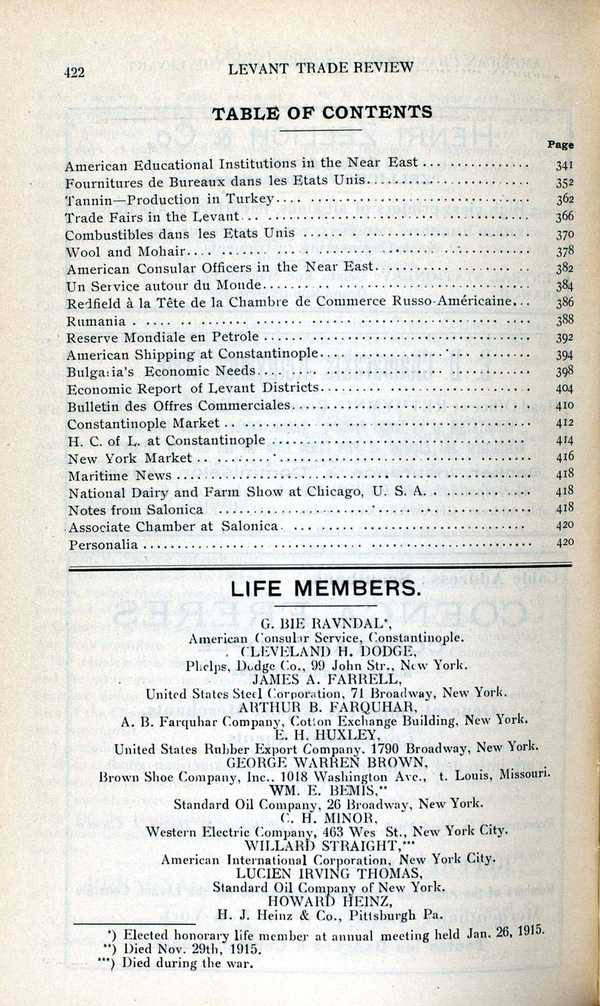 422 LEVANT TRADE REVIEW
TABLE OF CONTENTS
Page
American Educational Institutions in the Near East ... 341
Fournitures de Bureaux dans les Etats Unis ... 352
Tannin—Production in Turkey ... 362
Trade Fairs in the Levant ... 366
Combustibles dans les Etats Unis ... 370
Wool and Mohair ... 378
American Consular Officers in the Near East ... 382
Un Service autour du Monde ... 384
Redfield à la Tête de la Chambre de Commerce Russo-Américaine ... 386
Rumania ... 388
Reserve Mondiale en Petrole ... 392
American Shipping at Constantinople ... 394
Bulgaria's Economic Needs ... 398
Economic Report of Levant Districts ... 404
Bulletin des Offres Commerciales ... 410
Constantinople Market ... 412
H. C. of L. at Constantinople ... 414
New York Market ... 416
Maritime News ... 418
National Dairy and Farm Show at Chicago, U. S. A. ... 418
Notes from Salonica ... 418
Associate Chamber at Salonica ... 420
Personalia ... 420
LIFE MEMBERS.
G. BIE RAVNDAL*,
American Consular Service, Constantinople.
CLEVELAND H. DODGE,
Phelps, Dodge Co., 99 John Str., New York.
JAMES A. FARRELL,
United States Steel Corporation, 71 Broadway, New York.
ARTHUR B. FARQUHAR,
A. B. Farquhar Company, Cotton Exchange Building, New York.
E. H. HUXLEY,
United States Rubber Export Company. 1790 Broadway, New York.
GEORGE WARREN BROWN,
Brown Shoe Company, Inc., 1018 Washington Ave., t. Louis, Missouri.
WM. E. BEMIS,**
Standard Oil Company, 26 Broadway, New York.
C. H. MINOR,
Western Electric Company, 463 Wes St., New York City.
WILLARD STRAIGHT,***
American International Corporation, New York City.
LUCIEN IRVING THOMAS,
Standard Oil Company of New York.
HOWARD HEINZ,
H. J. Heinz & Co., Pittsburgh Pa.
*) Elected honorary life member at annual meeting held Jan. 26, 1915.
**) Died Nov. 29th, 1915.
***) Died during the war.